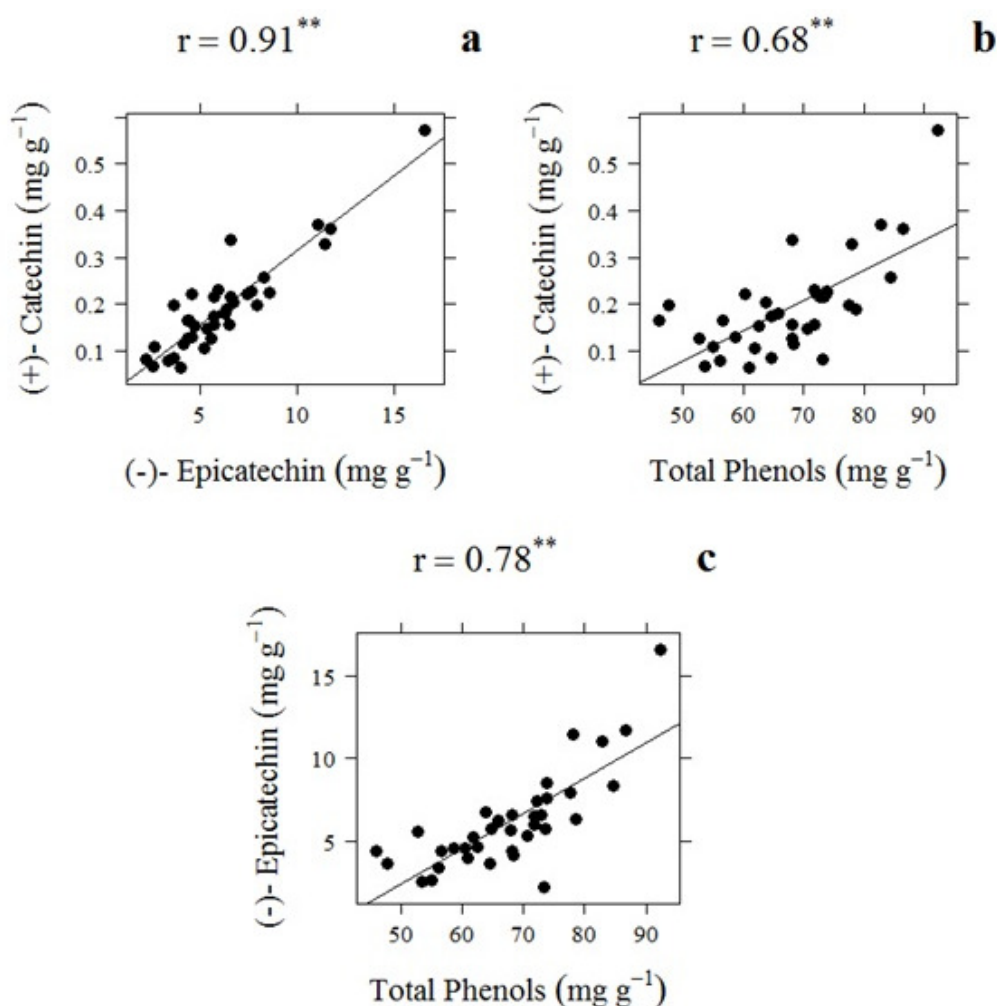 r = 0.91** a
(+)- Catechin (mg g⁻¹)
0.5
0.4
0.3
0.2
0.1
5 10 15
(-)- Epicatechin (mg g⁻¹)
r = 0.68** b
(+)- Catechin (mg g⁻¹)
0.5
0.4
0.3
0.2
0.1
50 60 70 80 90
Total Phenols (mg g⁻¹)
r = 0.78** c
(-)- Epicatechin (mg g⁻¹)
15
10
5
50 60 70 80 90
Total Phenols (mg g⁻¹)